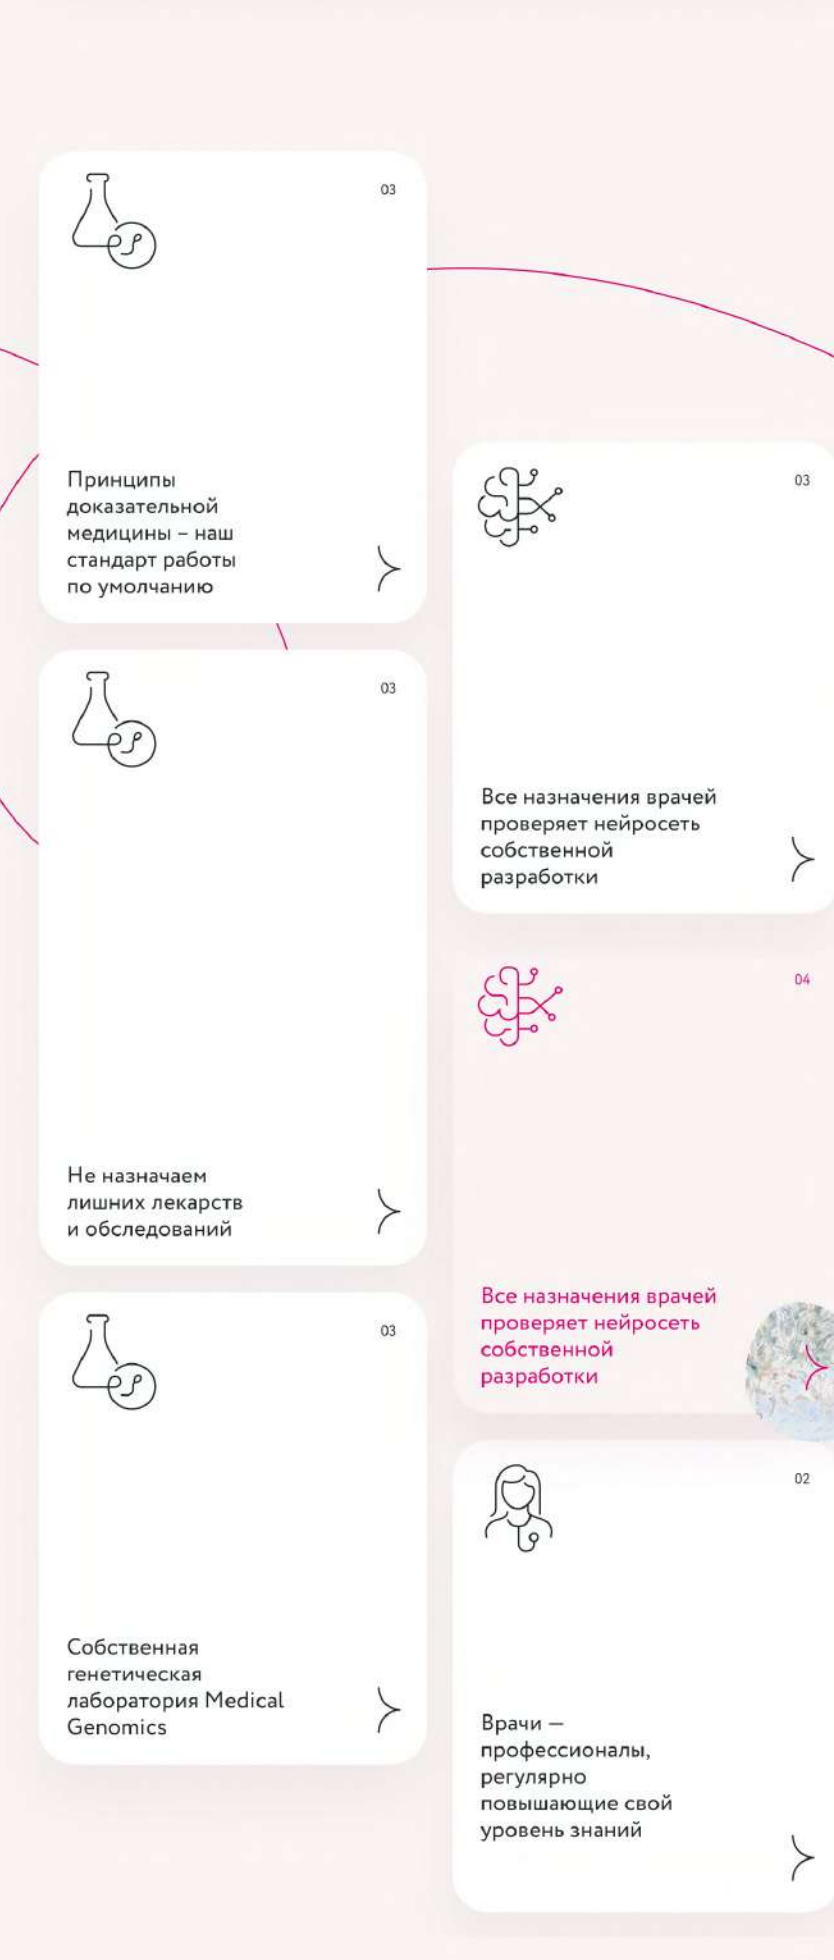 03
Принципы
доказательной
медицины – наш
стандарт работы
по умолчанию
03
Не назначаем
лишних лекарств
и обследований
03
Собственная
генетическая
лаборатория Medical
Genomics
03
Все назначения врачей
проверяет нейросеть
собственной
разработки
04
Все назначения врачей
проверяет нейросеть
собственной
разработки
02
Врачи —
профессионалы,
регулярно
повышающие свой
уровень знаний